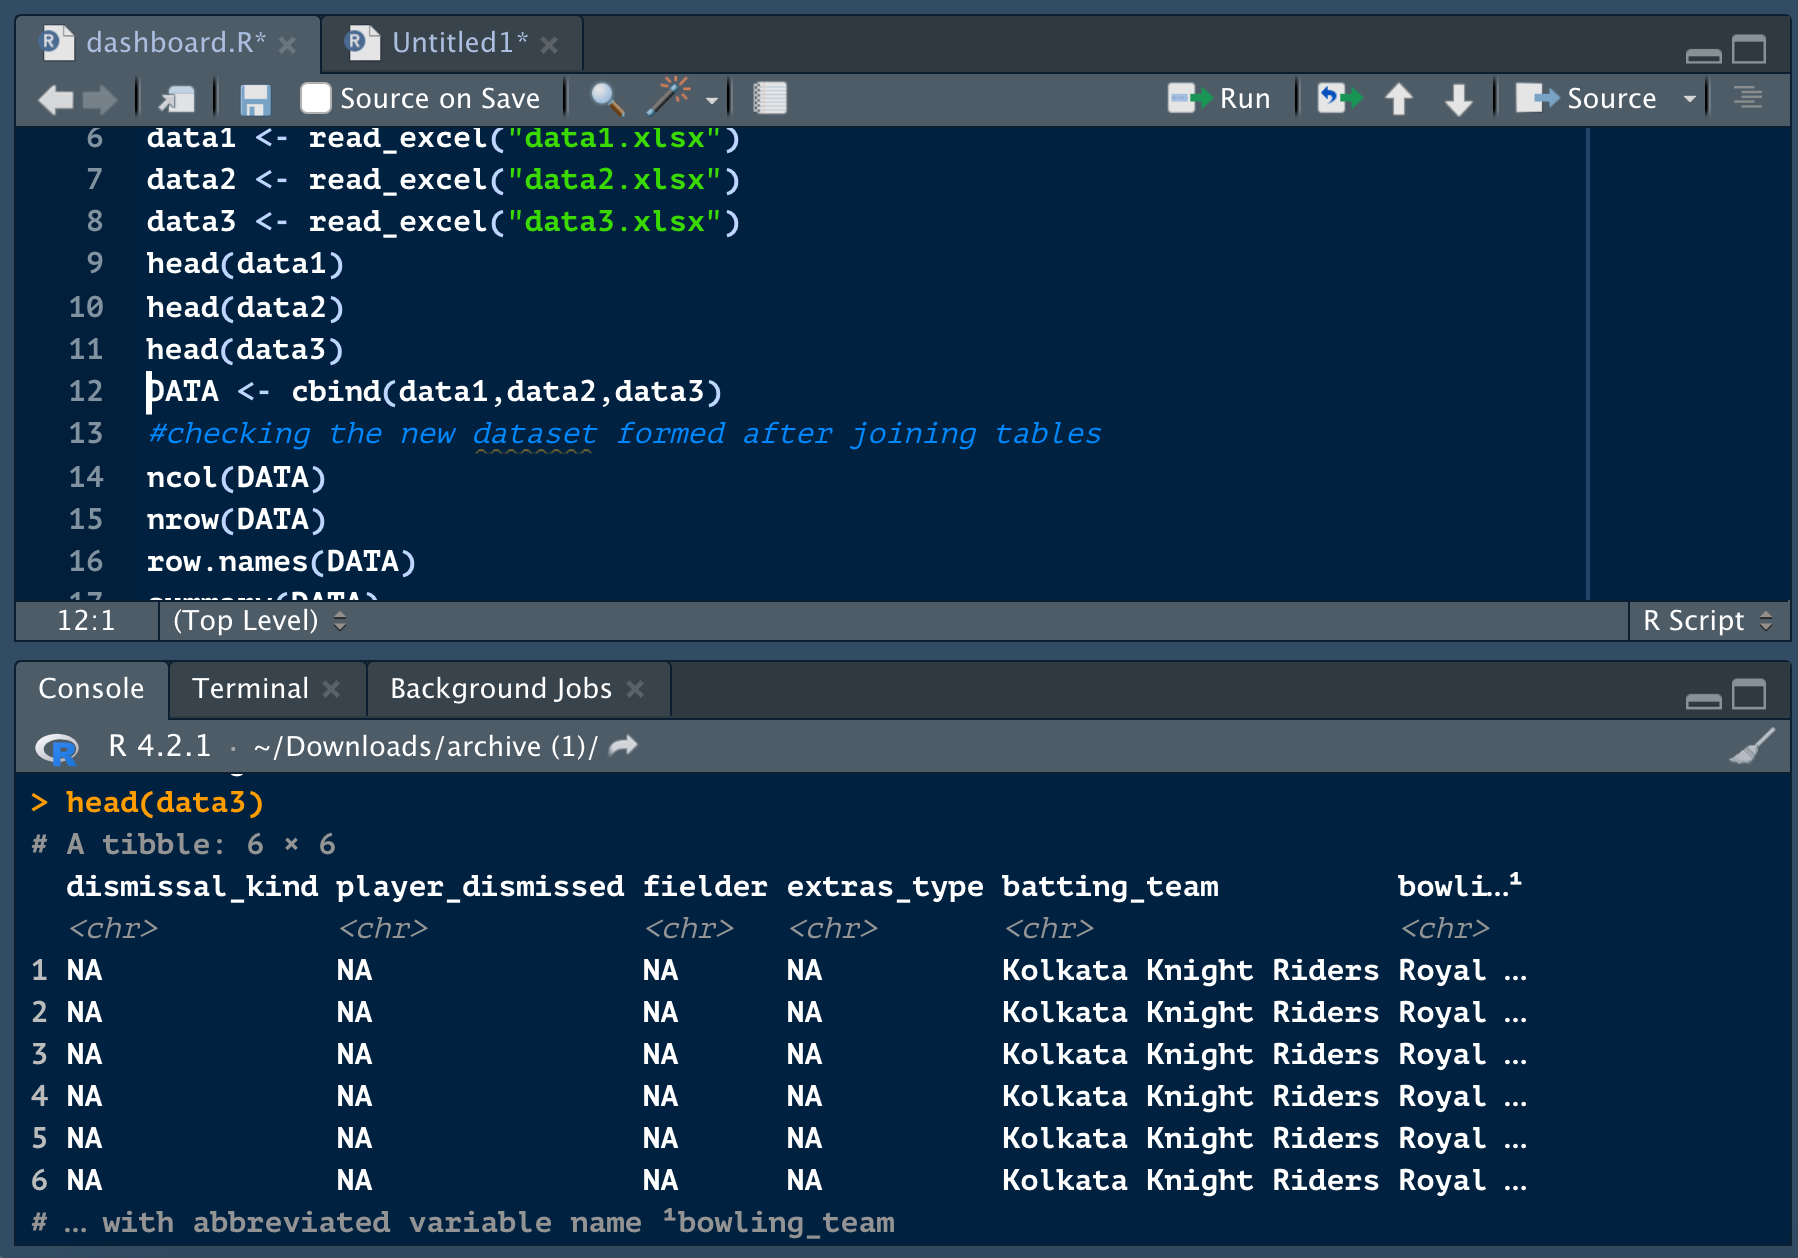 dashboard.R* Untitled1*
Source on Save Run Source
6 data1 <- read_excel("data1.xlsx")
7 data2 <- read_excel("data2.xlsx")
8 data3 <- read_excel("data3.xlsx")
9 head(data1)
10 head(data2)
11 head(data3)
12 DATA <- cbind(data1,data2,data3)
13 #checking the new dataset formed after joining tables
14 ncol(DATA)
15 nrow(DATA)
16 row.names(DATA)
17 summary(DATA)
12:1 (Top Level) R Script
Console Terminal Background Jobs
R 4.2.1 · ~/Downloads/archive (1)/
> head(data3)
# A tibble: 6 × 6
dismissal_kind player_dismissed fielder extras_type batting_team bowli…¹
<chr> <chr> <chr> <chr> <chr> <chr>
1 NA NA NA NA Kolkata Knight Riders Royal …
2 NA NA NA NA Kolkata Knight Riders Royal …
3 NA NA NA NA Kolkata Knight Riders Royal …
4 NA NA NA NA Kolkata Knight Riders Royal …
5 NA NA NA NA Kolkata Knight Riders Royal …
6 NA NA NA NA Kolkata Knight Riders Royal …
# … with abbreviated variable name ¹bowling_team